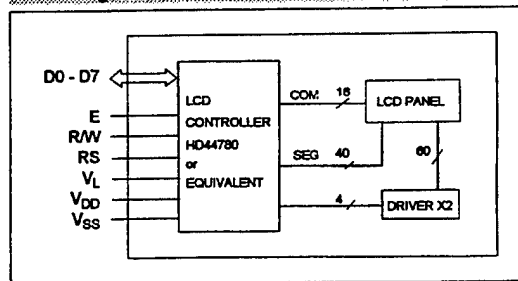 D0 - D7
E
R/W
RS
VL
VDD
VSS
LCD
CONTROLLER
HD44780
or
EQUIVALENT
COM 16
SEG 40
4
LCD PANEL
60
DRIVER X2